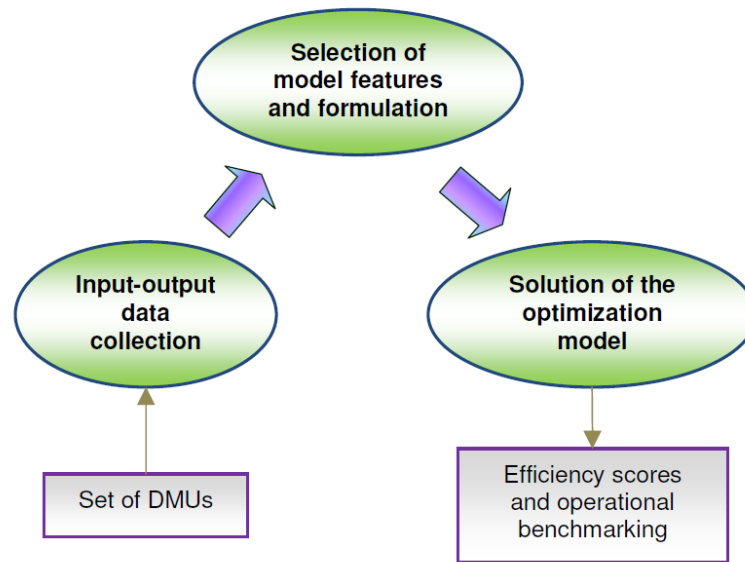 Selection of
model features
and formulation
Input-output
data
collection
Solution of the
optimization
model
Set of DMUs
Efficiency scores
and operational
benchmarking